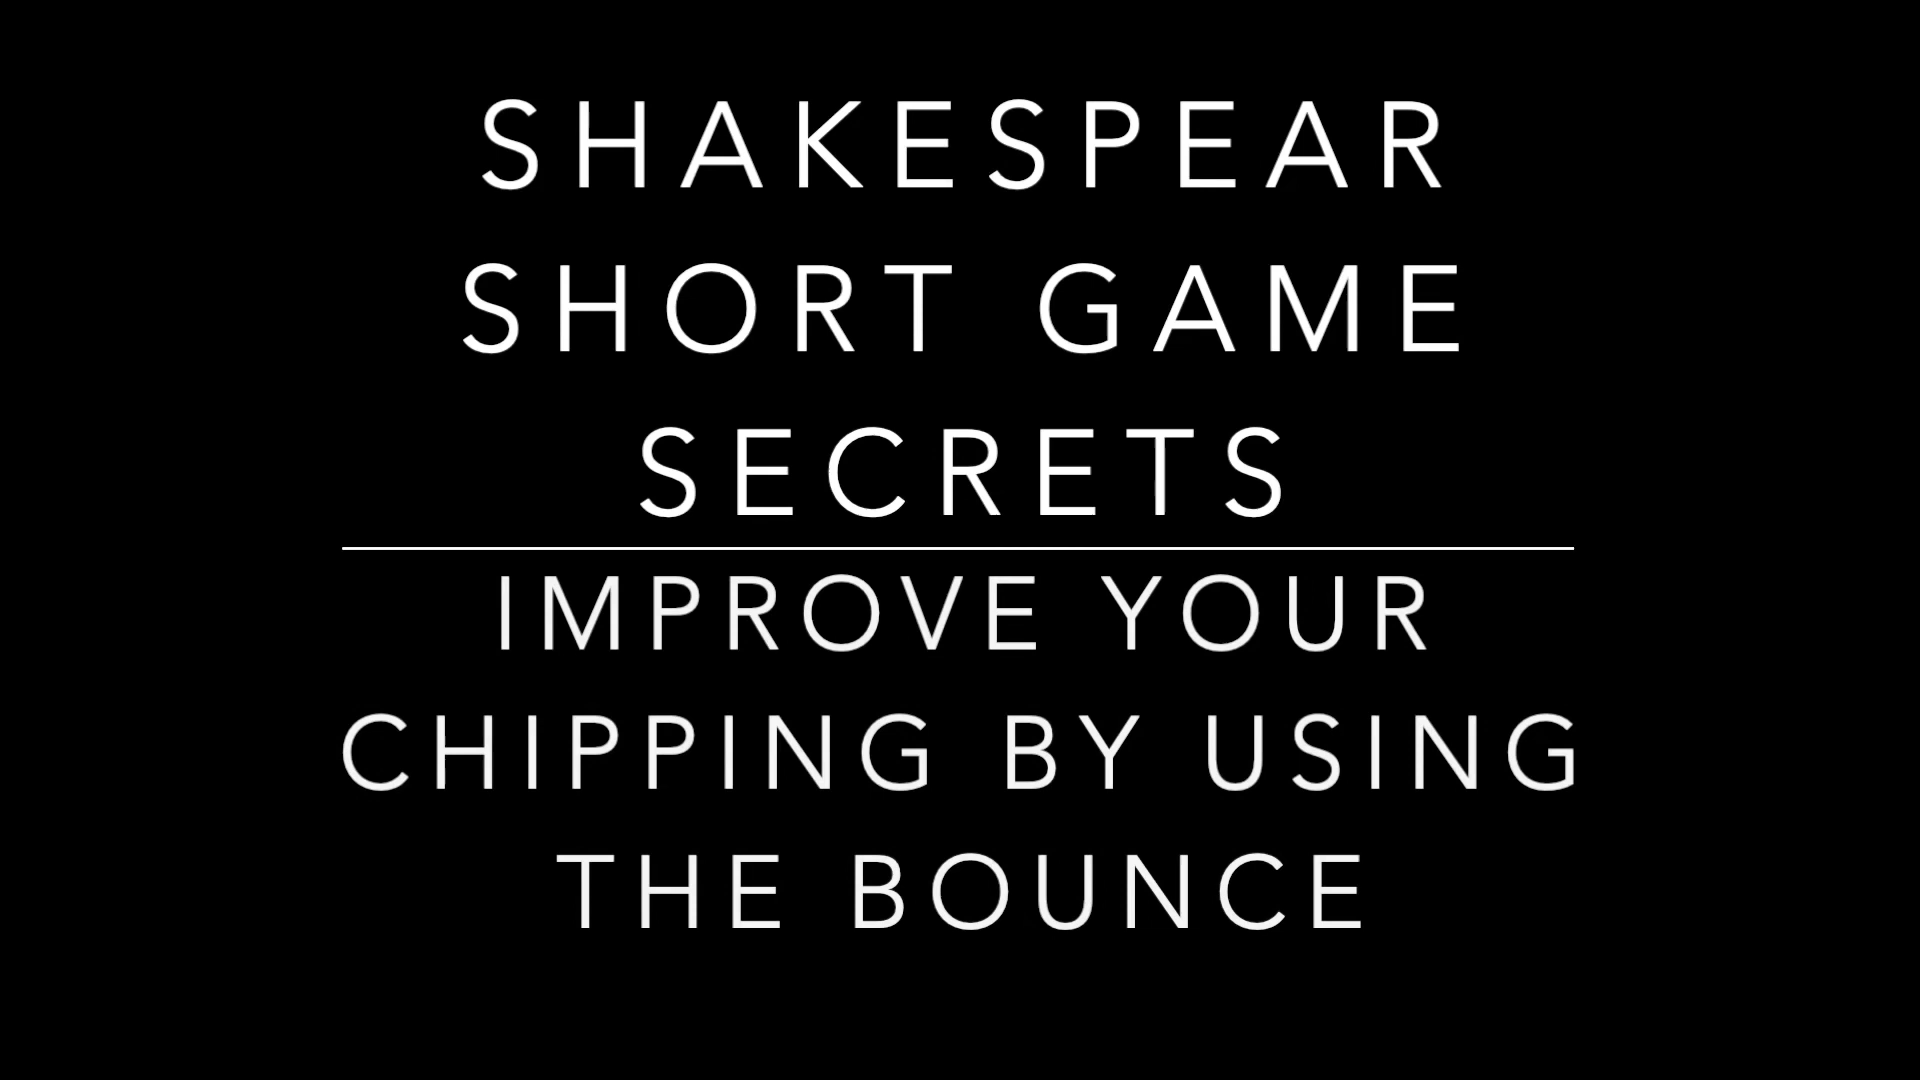 SHAKESPEAR
SHORT GAME
SECRETS
IMPROVE YOUR
CHIPPING BY USING
THE BOUNCE